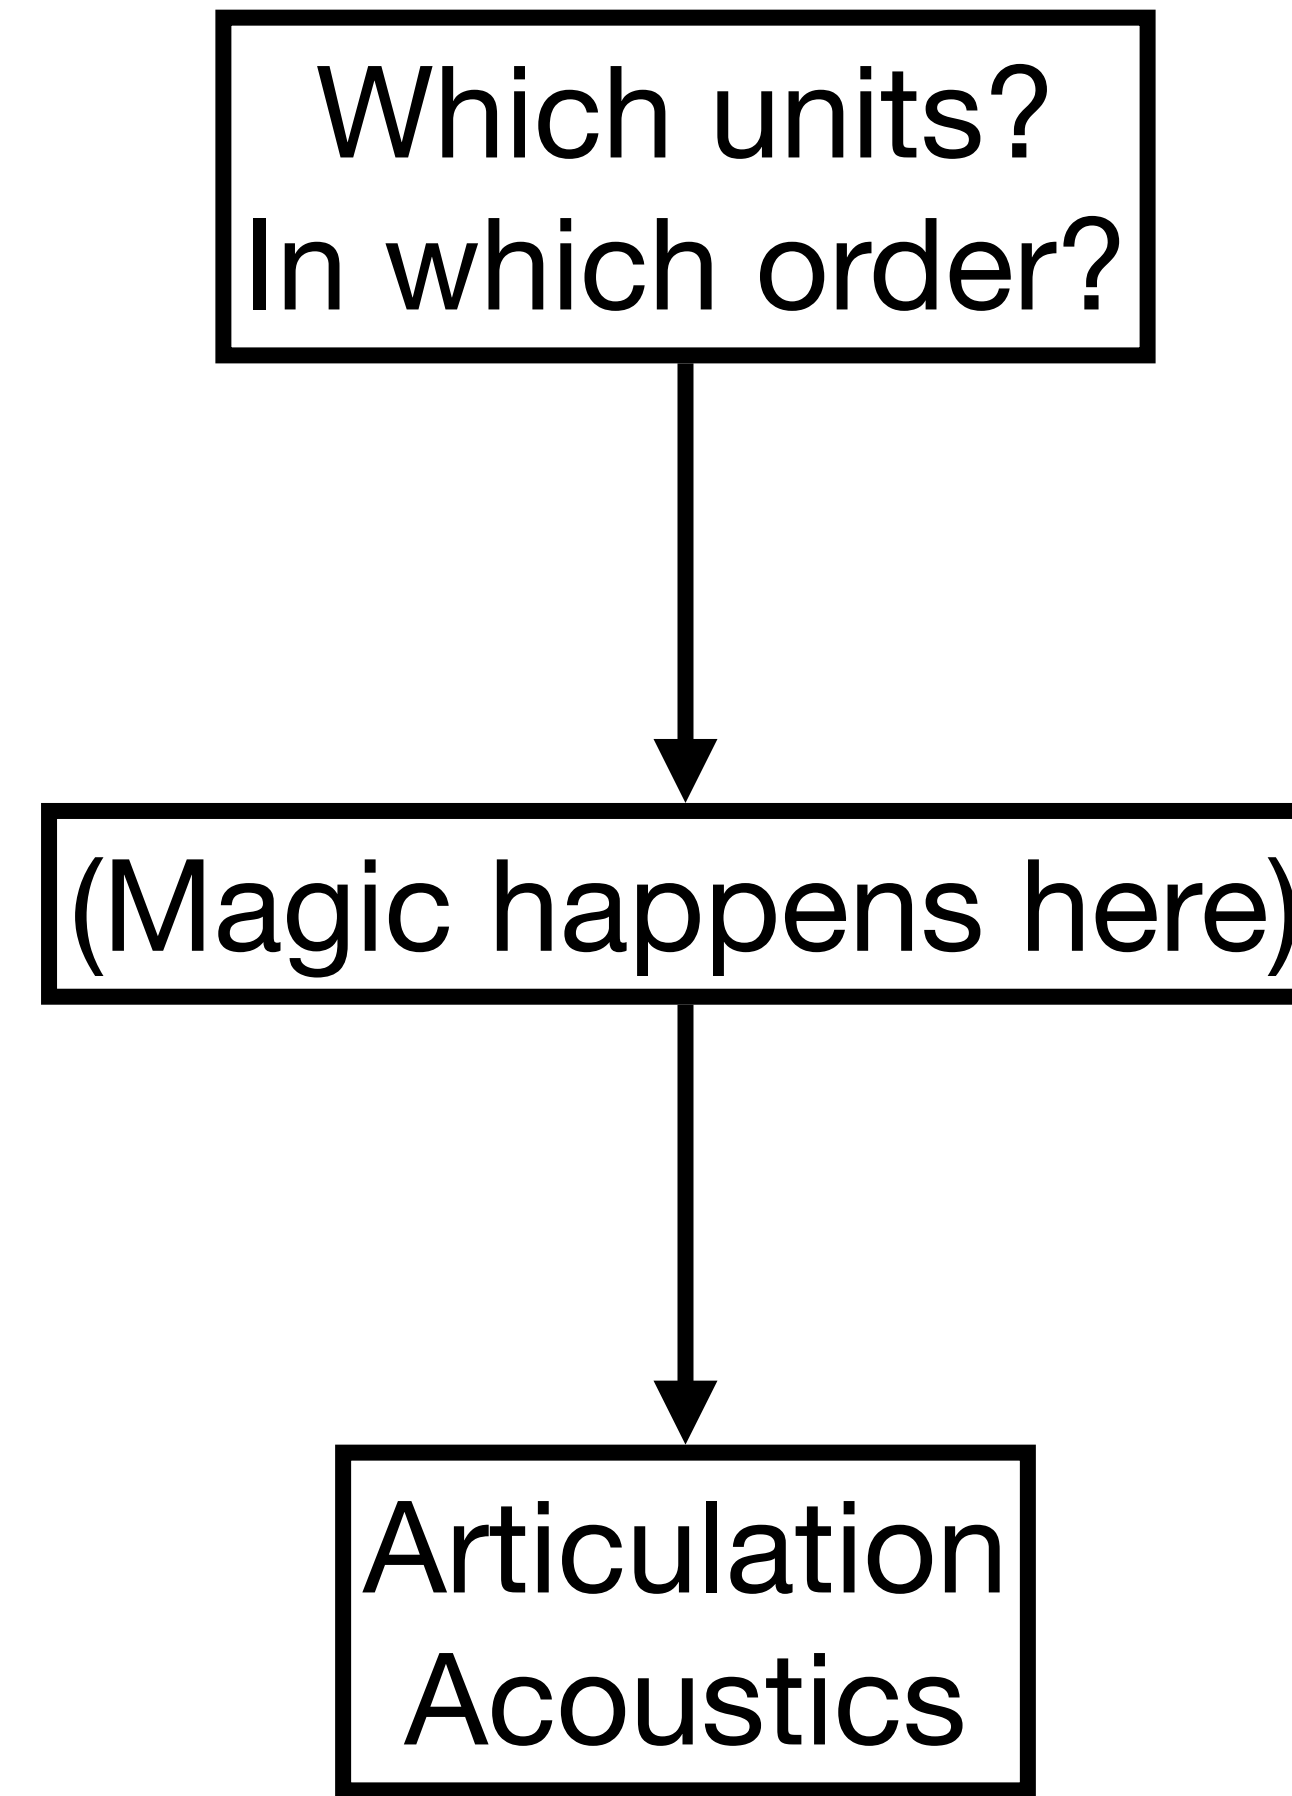 Which units?
In which order?
(Magic happens here)
Articulation
Acoustics